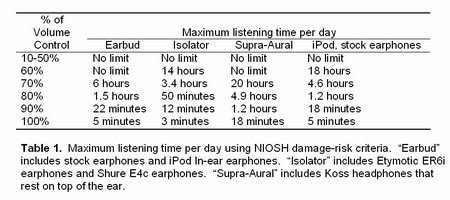 % of
Volume Maximum listening time per day
Control Earbud Isolator Supra-Aural iPod, stock earphones
10-50% No limit No limit No limit No limit
60% No limit 14 hours No limit 18 hours
70% 6 hours 3.4 hours 20 hours 4.6 hours
80% 1.5 hours 50 minutes 4.9 hours 1.2 hours
90% 22 minutes 12 minutes 1.2 hours 18 minutes
100% 5 minutes 3 minutes 18 minutes 5 minutes
Table 1. Maximum listening time per day using NIOSH damage-risk criteria. "Earbud"
includes stock earphones and iPod In-ear earphones. "Isolator" includes Etymotic ER6i
earphones and Shure E4c earphones. "Supra-Aural" includes Koss headphones that
rest on top of the ear.